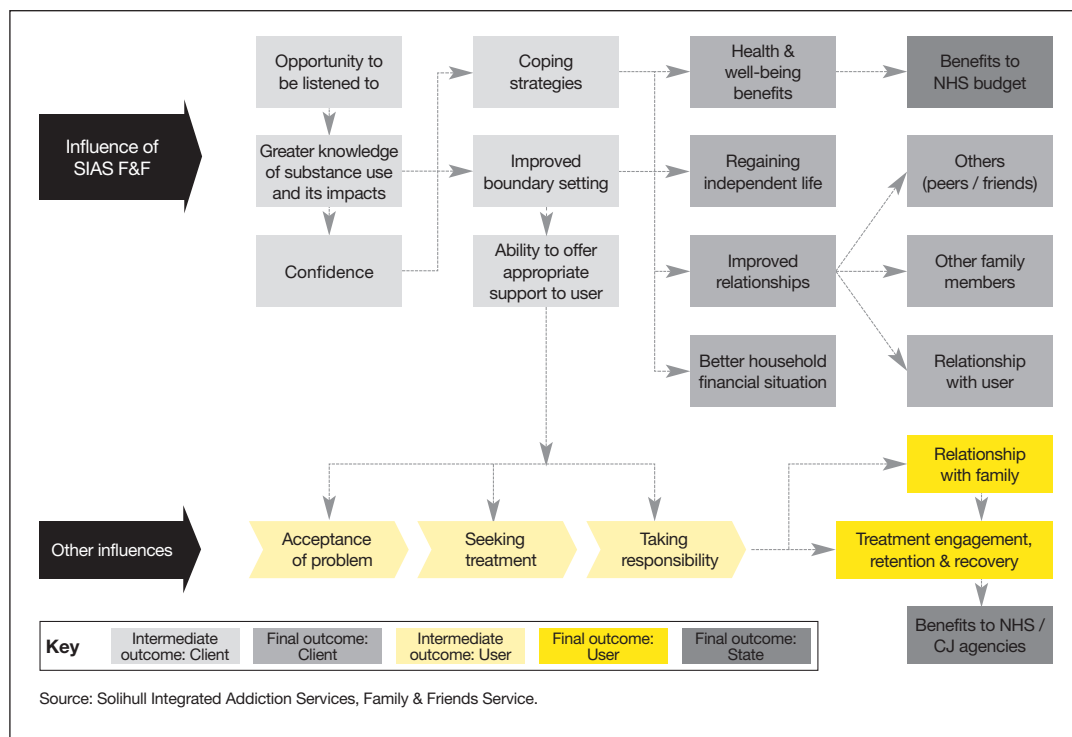 Influence of
SIAS F&F
Opportunity to
be listened to
Greater knowledge
of substance use
and its impacts
Confidence
Coping
strategies
Improved
boundary setting
Ability to offer
appropriate
support to user
Health &
well-being
benefits
Regaining
independent life
Improved
relationships
Better household
financial situation
Benefits to
NHS budget
Others
(peers / friends)
Other family
members
Relationship
with user
Other influences
Acceptance
of problem
Seeking
treatment
Taking
responsibility
Relationship
with family
Treatment engagement,
retention & recovery
Benefits to NHS /
CJ agencies
Key
Intermediate
outcome: Client
Final outcome:
Client
Intermediate
outcome: User
Final outcome:
User
Final outcome:
State
Source: Solihull Integrated Addiction Services, Family & Friends Service.